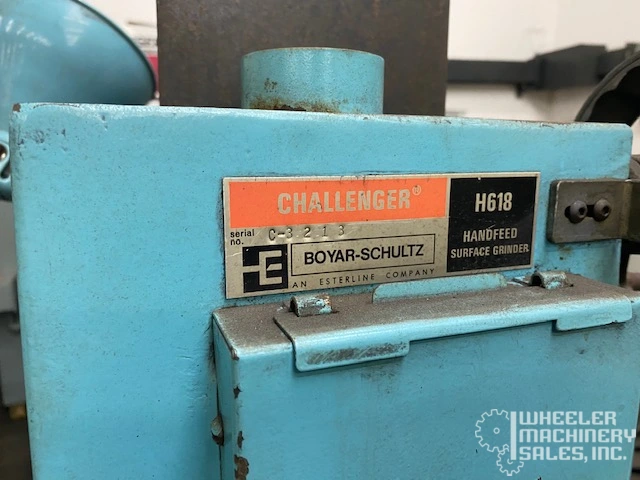 CHALLENGER®
H618
serial
no. C-3213
HANDFEED
SURFACE GRINDER
BOYAR-SCHULTZ
AN ESTERLINE COMPANY
WHEELER
MACHINERY
SALES, INC.